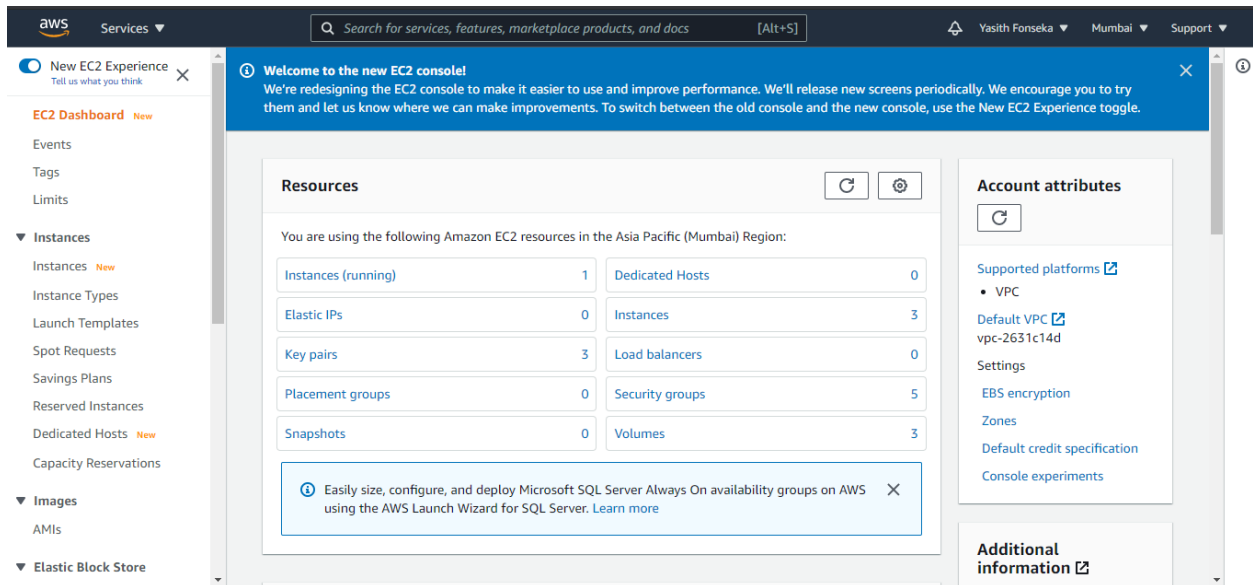 aws
Services ▼
Search for services, features, marketplace products, and docs
[Alt+S]
Yasith Fonseka ▼
Mumbai ▼
Support ▼
New EC2 Experience
Tell us what you think
EC2 Dashboard New
Events
Tags
Limits
▼ Instances
Instances New
Instance Types
Launch Templates
Spot Requests
Savings Plans
Reserved Instances
Dedicated Hosts New
Capacity Reservations
▼ Images
AMIs
▼ Elastic Block Store
Welcome to the new EC2 console!
We're redesigning the EC2 console to make it easier to use and improve performance. We'll release new screens periodically. We encourage you to try
them and let us know where we can make improvements. To switch between the old console and the new console, use the New EC2 Experience toggle.
Resources
You are using the following Amazon EC2 resources in the Asia Pacific (Mumbai) Region:
Instances (running) 1
Dedicated Hosts 0
Elastic IPs 0
Instances 3
Key pairs 3
Load balancers 0
Placement groups 0
Security groups 5
Snapshots 0
Volumes 3
Easily size, configure, and deploy Microsoft SQL Server Always On availability groups on AWS
using the AWS Launch Wizard for SQL Server. Learn more
Account attributes
Supported platforms
• VPC
Default VPC
vpc-2631c14d
Settings
EBS encryption
Zones
Default credit specification
Console experiments
Additional
information